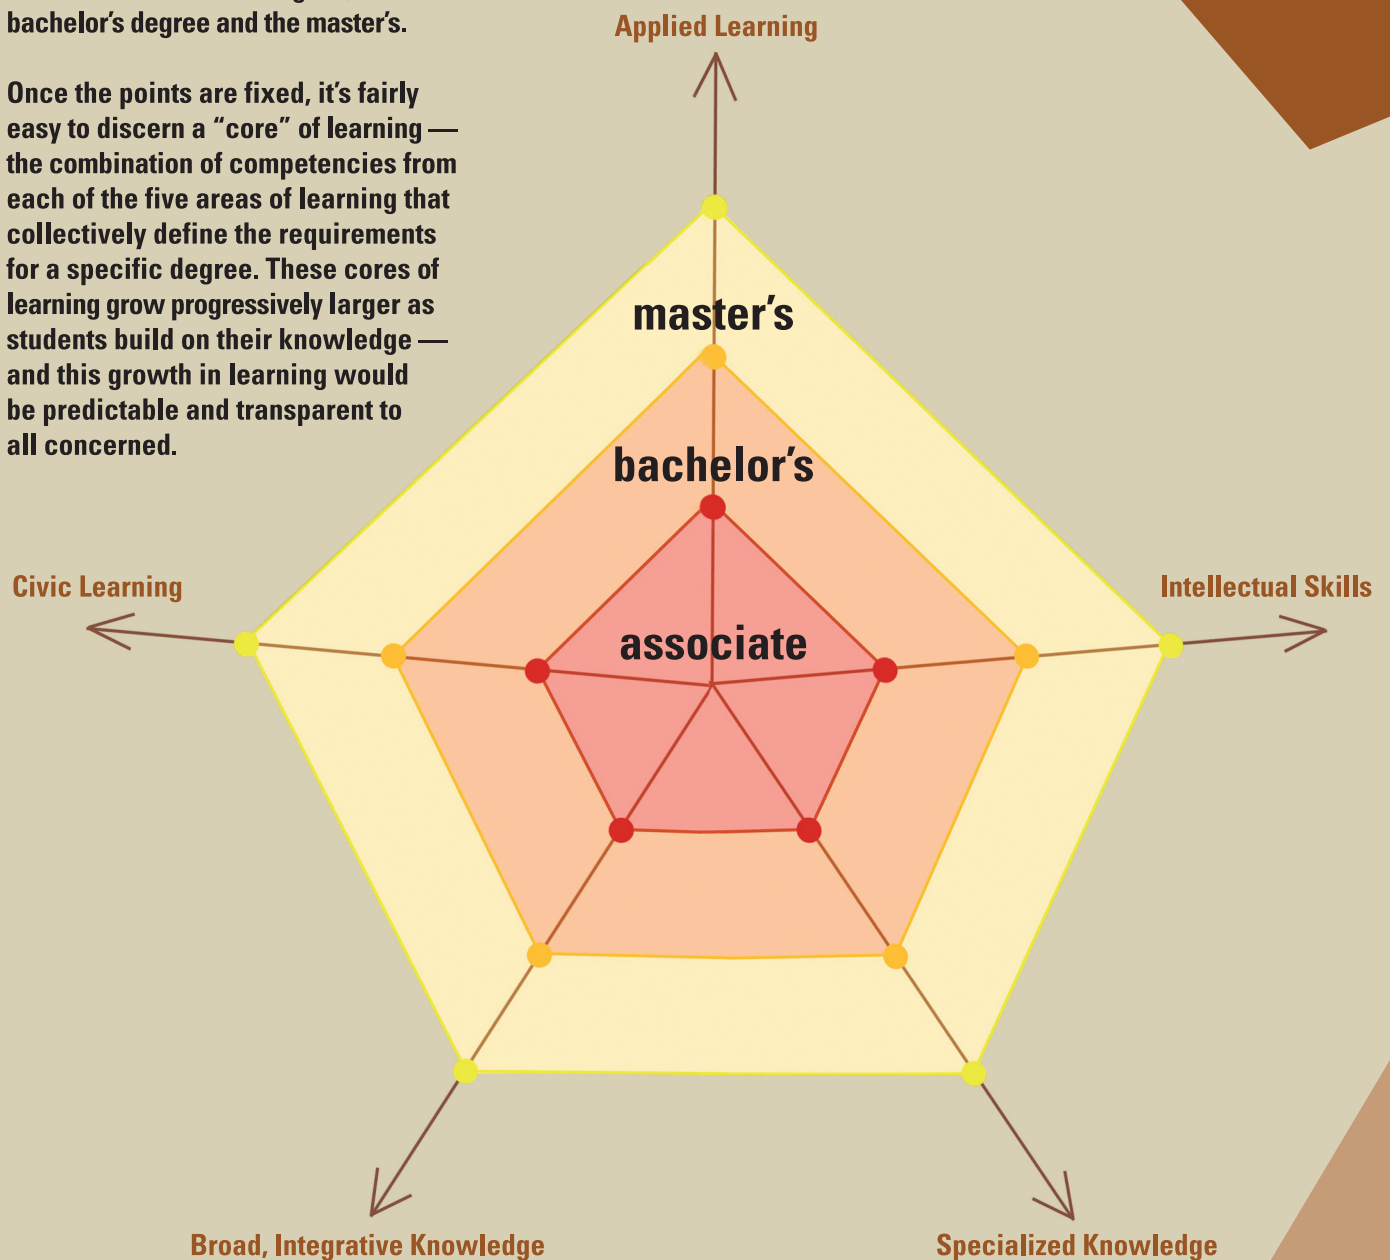 bachelor’s degree and the master’s.
Once the points are fixed, it’s fairly
easy to discern a “core” of learning —
the combination of competencies from
each of the five areas of learning that
collectively define the requirements
for a specific degree. These cores of
learning grow progressively larger as
students build on their knowledge —
and this growth in learning would
be predictable and transparent to
all concerned.
Applied Learning
master’s
bachelor’s
associate
Civic Learning
Intellectual Skills
Broad, Integrative Knowledge
Specialized Knowledge